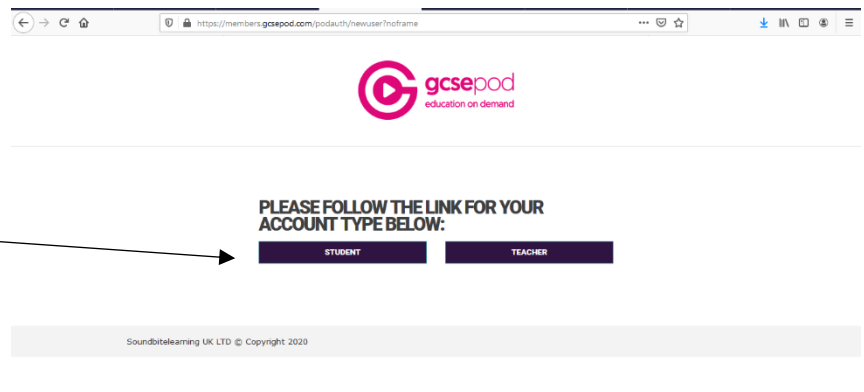 https://members.gcsepod.com/podauth/newuser?noframe
gcsepod
education on demand
PLEASE FOLLOW THE LINK FOR YOUR
ACCOUNT TYPE BELOW:
STUDENT TEACHER
Soundbitelearning UK LTD © Copyright 2020